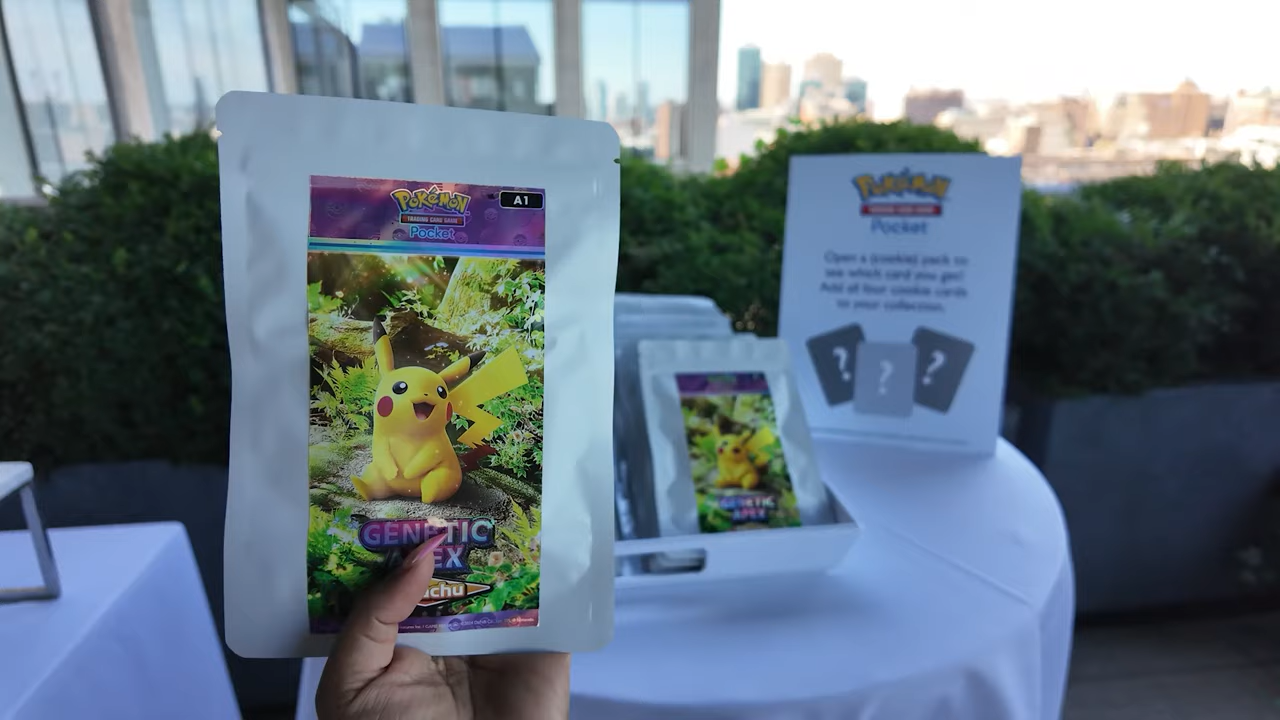 Pokémon
TRADING CARD GAME
Pocket
A1
GENETIC
APEX
achu
Pokémon
TRADING CARD GAME
Pocket
Open a (cookie) pack to
see which card you get!
Add all four cookie cards
to your collection.
? ? ?
GENETIC
APEX